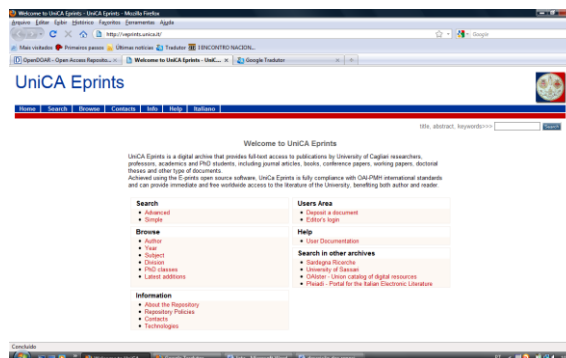 Welcome to UniCA Eprints - UniCA Eprints - Mozilla Firefox
Arquivo Editar Exibir Histórico Favoritos Ferramentas Ajuda
http://veprints.unica.it/
Google
Mais visitados Primeiros passos Últimas notícias Tradutor XIENCONTRO NACION...
OpenDOAR - Open Access Reposito... Welcome to UniCA Eprints - UniC... Google Tradutor
UniCA Eprints
Home Search Browse Contacts Info Help Italiano
title, abstract, keywords Search
Welcome to UniCA Eprints
UniCA Eprints is a digital archive that provides full-text access to publications by University of Cagliari researchers,
professors, academics and PhD students, including journal articles, books, conference papers, working papers, doctoral
theses and other type of documents.
Achieved using the E-prints open source software, UniCa Eprints is fully compliance with OAI-PMH international standards
and can provide immediate and free worldwide access to the literature of the University, benefiting both author and reader.
Search
Advanced
Simple
Browse
Author
Year
Subject
Division
PhD classes
Latest additions
Information
About the Repository
Repository Policies
Contacts
Technologies
Users Area
Deposit a document
Editor's login
Help
User Documentation
Search in other archives
Sardegna Ricerche
University of Sassari
OAIster - Union catalog of digital resources
Pleiadi - Portal for the Italian Electronic Literature
Concluído